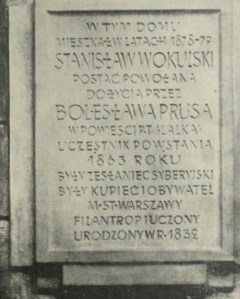 W TYM DOMU
MIESZKAŁ W LATACH 1878-79
STANISŁAW WOKULSKI
POSTAĆ POWOŁANA
DO ŻYCIA PRZEZ
BOLESŁAWA PRUSA
W POWIEŚCI P.T. „LALKA”
UCZESTNIK POWSTANIA
1863 ROKU
BYŁY ZESŁANIEC SYBERYJSKI
BYŁY KUPIEC I OBYWATEL
M. ST. WARSZAWY
FILANTROP I UCZONY
URODZONY W R. 1832